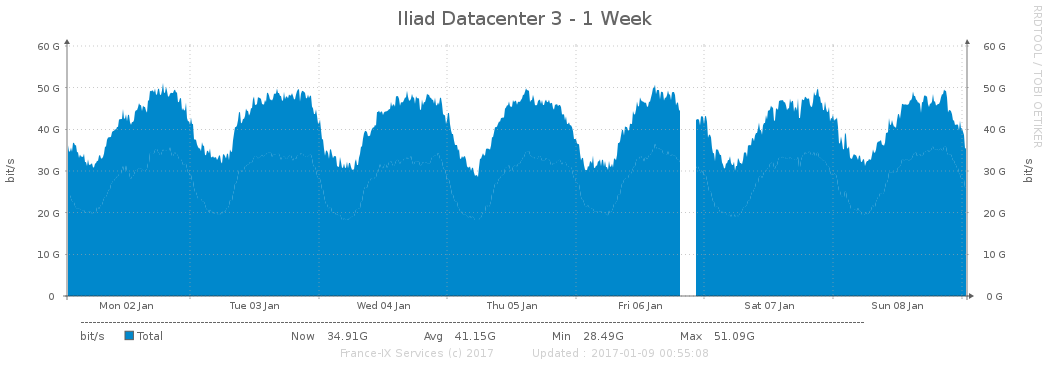 Iliad Datacenter 3 - 1 Week
RRDTOOL / TOBI OETIKER
60 G 60 G
50 G 50 G
40 G 40 G
30 G 30 G
20 G 20 G
10 G 10 G
0 0 G
bit/s bit/s
Mon 02 Jan Tue 03 Jan Wed 04 Jan Thu 05 Jan Fri 06 Jan Sat 07 Jan Sun 08 Jan
bit/s Total Now 34.91G Avg 41.15G Min 28.49G Max 51.09G
France-IX Services (c) 2017 Updated : 2017-01-09 00:55:08